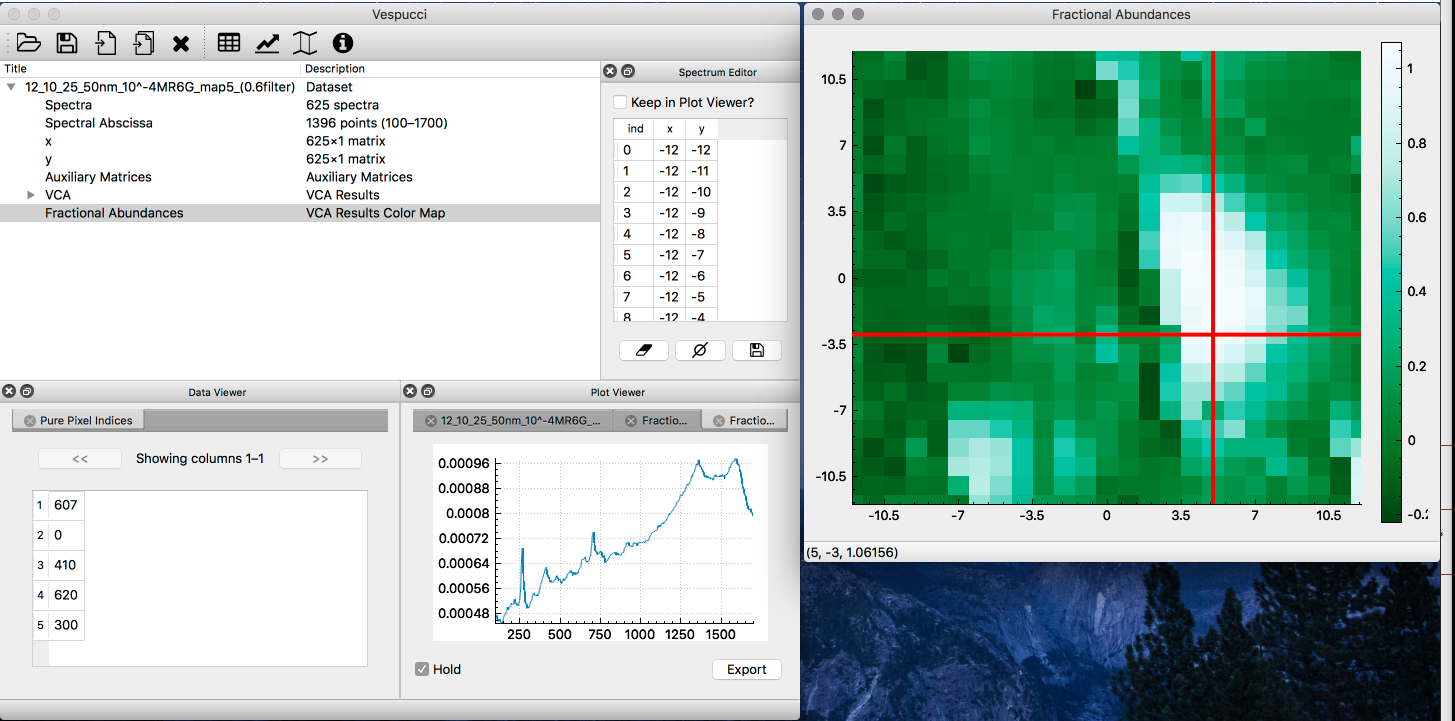 Vespucci
Title Description
12_10_25_50nm_10^-4MR6G_map5_(0.6filter) Dataset
Spectra 625 spectra
Spectral Abscissa 1396 points (100–1700)
x 625×1 matrix
y 625×1 matrix
Auxiliary Matrices Auxiliary Matrices
VCA VCA Results
Fractional Abundances VCA Results Color Map
Spectrum Editor
Keep in Plot Viewer?
ind x y
0 -12 -12
1 -12 -11
2 -12 -10
3 -12 -9
4 -12 -8
5 -12 -7
6 -12 -6
7 -12 -5
8 -12 -4
Data Viewer
Pure Pixel Indices
<< Showing columns 1–1 >>
1 607
2 0
3 410
4 620
5 300
Plot Viewer
12_10_25_50nm_10^-4MR6G_... Fractio... Fractio...
0.00096
0.00088
0.0008
0.00072
0.00064
0.00056
0.00048
250 500 750 1000 1250 1500
Hold Export
Fractional Abundances
10.5
7
3.5
0
-3.5
-7
-10.5
-10.5 -7 -3.5 0 3.5 7 10.5
1
0.8
0.6
0.4
0.2
0
(5, -3, 1.06156)